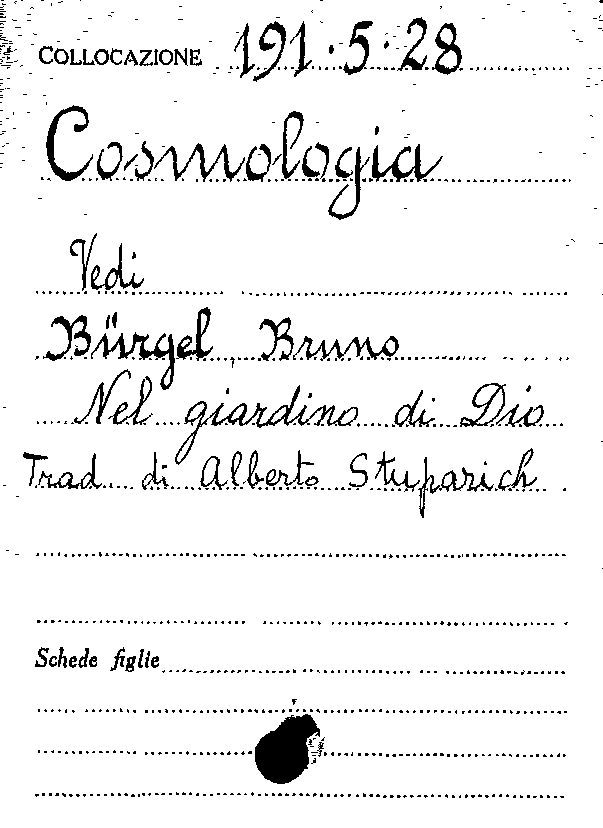 COLLOCAZIONE 191·5·28
Cosmologia
Vedi
Bürgel Bruno
Nel giardino di Dio
Trad. di Alberto Stuparich
Schede figlie